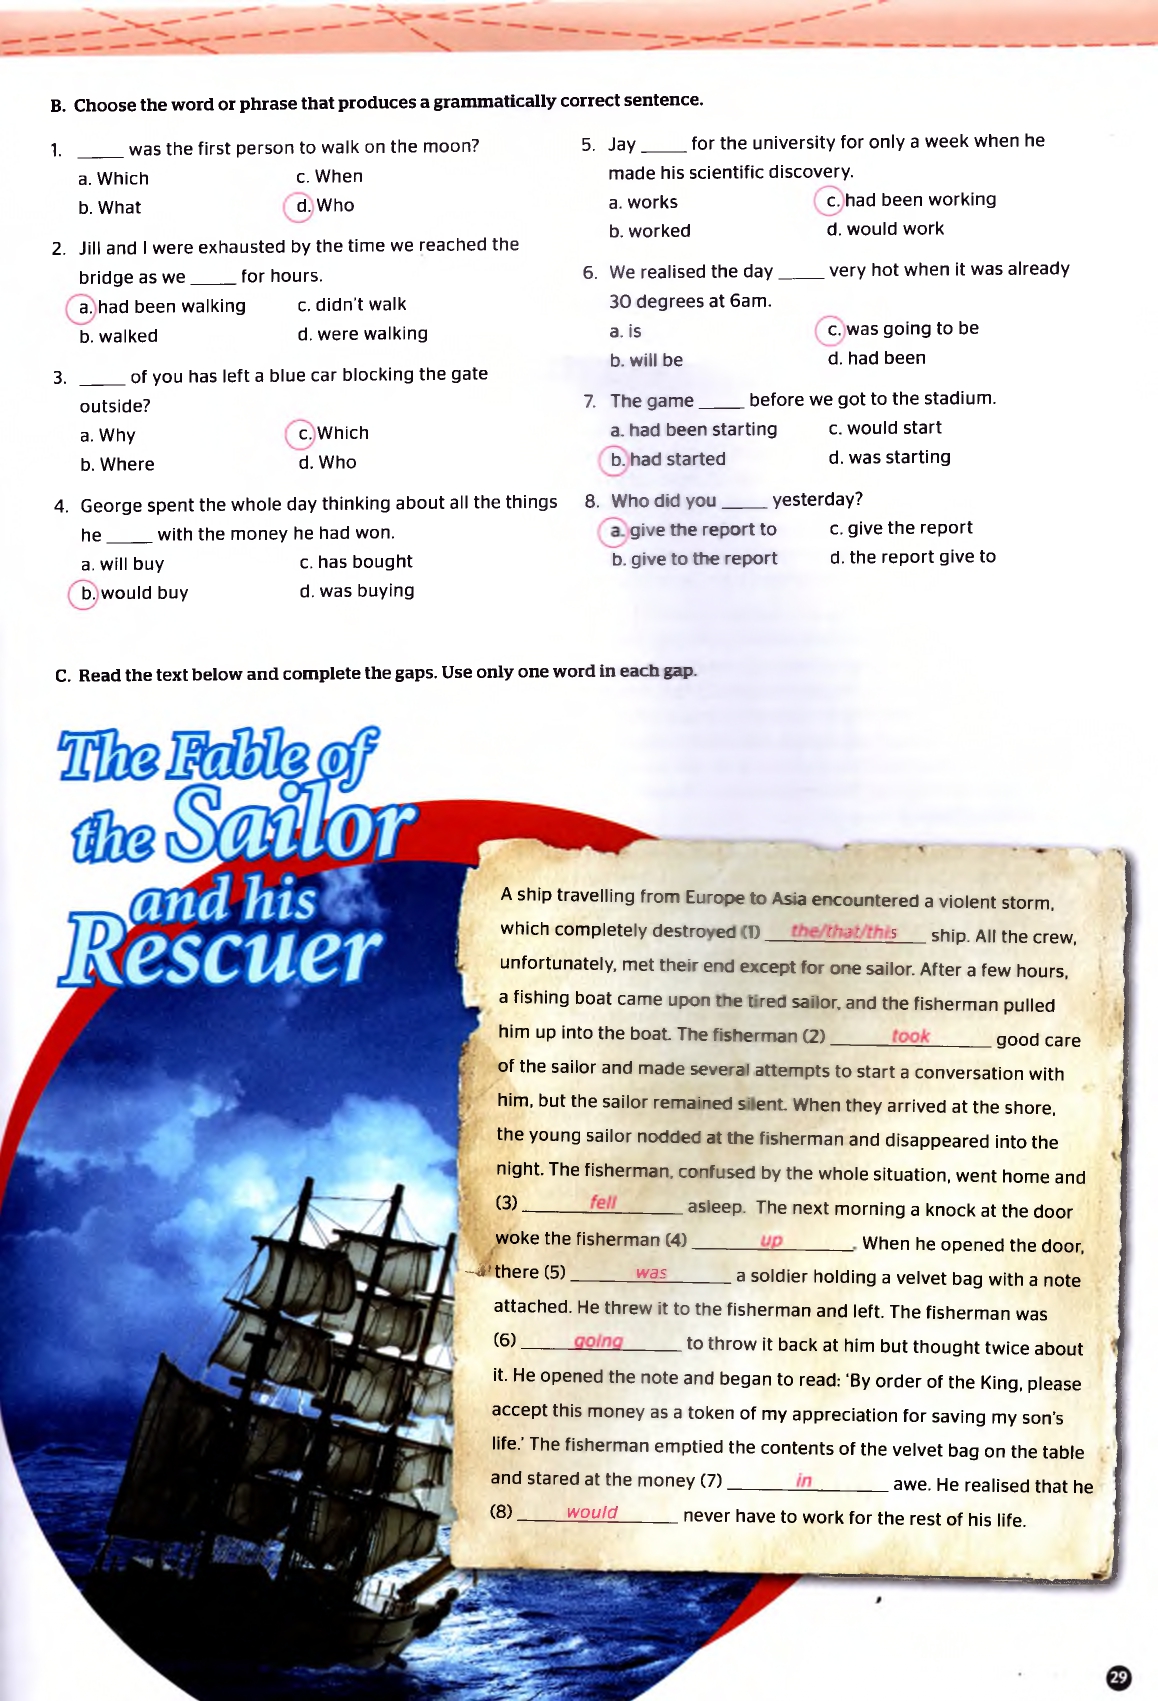 B. Choose the word or phrase that produces a grammatically correct sentence.
1. _____ was the first person to walk on the moon?
a. Which c. When
b. What d. Who
2. Jill and I were exhausted by the time we reached the
bridge as we _____ for hours.
a. had been walking c. didn't walk
b. walked d. were walking
3. _____ of you has left a blue car blocking the gate
outside?
a. Why c. Which
b. Where d. Who
4. George spent the whole day thinking about all the things
he _____ with the money he had won.
a. will buy c. has bought
b. would buy d. was buying
5. Jay _____ for the university for only a week when he
made his scientific discovery.
a. works c. had been working
b. worked d. would work
6. We realised the day _____ very hot when it was already
30 degrees at 6am.
a. is c. was going to be
b. will be d. had been
7. The game _____ before we got to the stadium.
a. had been starting c. would start
b. had started d. was starting
8. Who did you _____ yesterday?
a. give the report to c. give the report
b. give to the report d. the report give to
C. Read the text below and complete the gaps. Use only one word in each gap.
The Fable of
the Sailor
and his
Rescuer
A ship travelling from Europe to Asia encountered a violent storm,
which completely destroyed (1) the/that/this ship. All the crew,
unfortunately, met their end except for one sailor. After a few hours,
a fishing boat came upon the tired sailor, and the fisherman pulled
him up into the boat. The fisherman (2) took good care
of the sailor and made several attempts to start a conversation with
him, but the sailor remained silent. When they arrived at the shore,
the young sailor nodded at the fisherman and disappeared into the
night. The fisherman, confused by the whole situation, went home and
(3) fell asleep. The next morning a knock at the door
woke the fisherman (4) up. When he opened the door,
there (5) was a soldier holding a velvet bag with a note
attached. He threw it to the fisherman and left. The fisherman was
(6) going to throw it back at him but thought twice about
it. He opened the note and began to read: 'By order of the King, please
accept this money as a token of my appreciation for saving my son's
life.' The fisherman emptied the contents of the velvet bag on the table
and stared at the money (7) in awe. He realised that he
(8) would never have to work for the rest of his life.
29